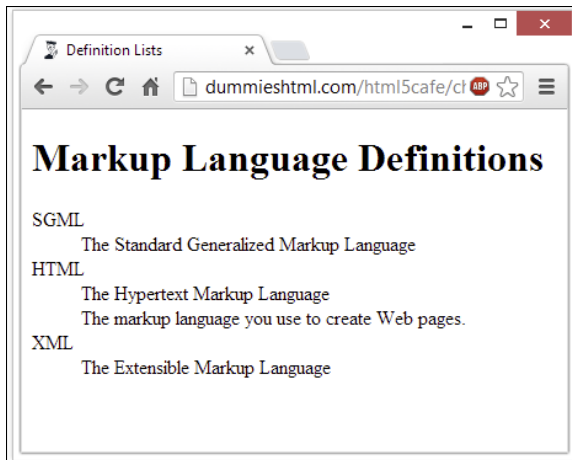 Definition Lists
dummieshtml.com/html5cafe/ch
ABP
Markup Language Definitions
SGML
The Standard Generalized Markup Language
HTML
The Hypertext Markup Language
The markup language you use to create Web pages.
XML
The Extensible Markup Language